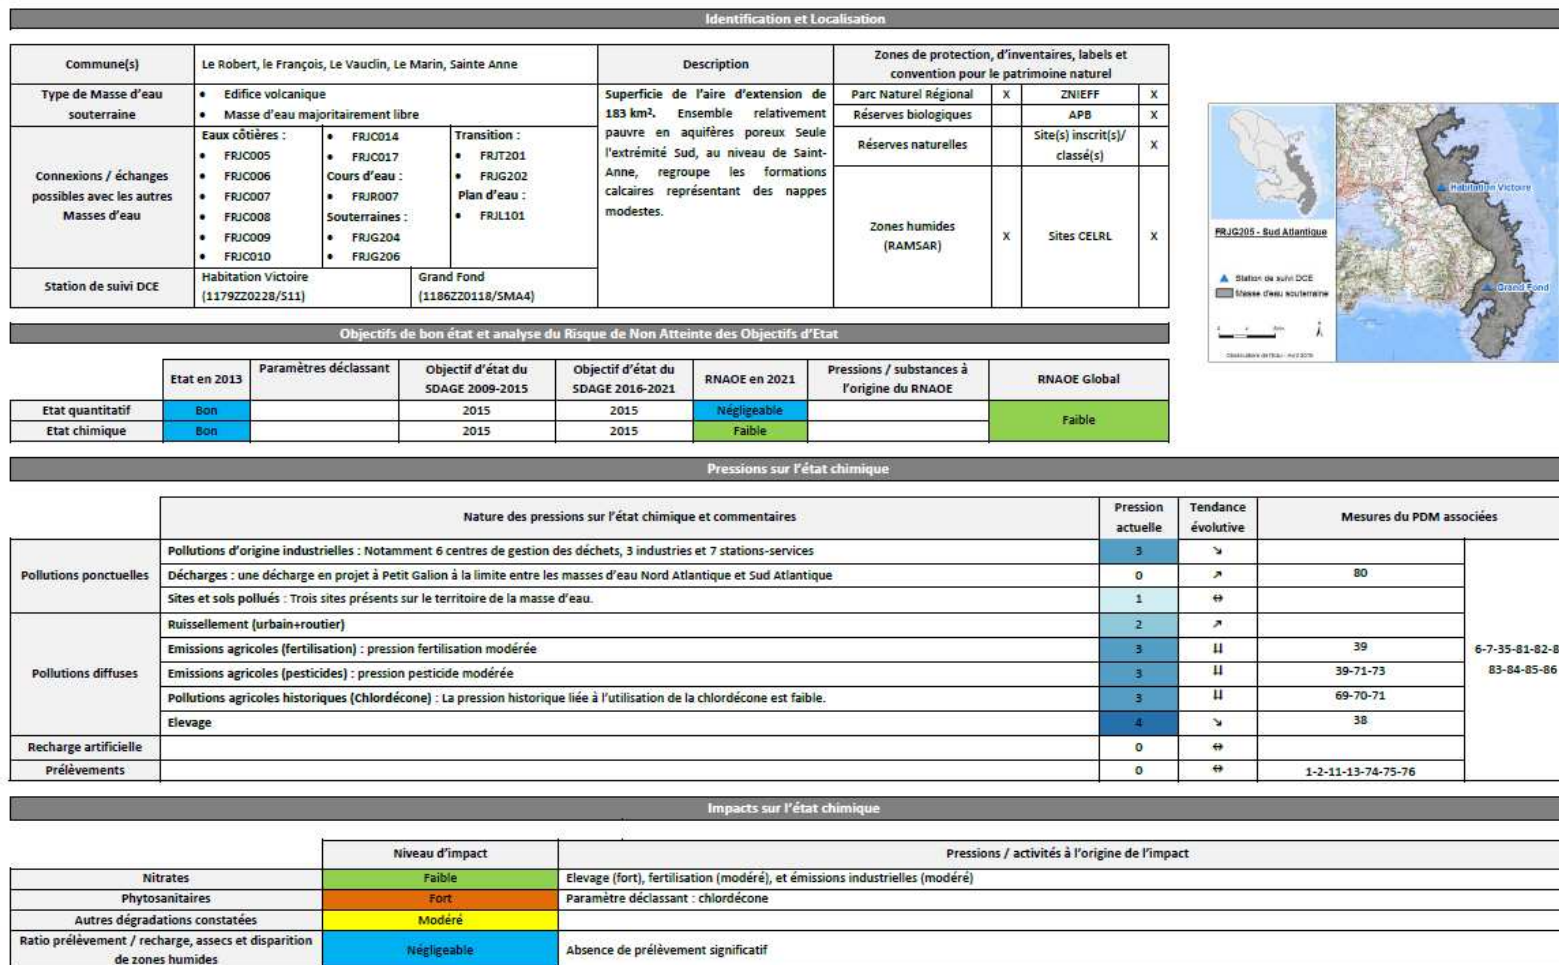 Identification et Localisation
Commune(s)
Le Robert, le François, Le Vauclin, Le Marin, Sainte Anne
Description
Zones de protection, d'inventaires, labels et
convention pour le patrimoine naturel
Type de Masse d'eau
souterraine
• Edifice volcanique
• Masse d'eau majoritairement libre
Superficie de l'aire d'extension de
183 km². Ensemble relativement
pauvre en aquifères poreux Seule
l'extrémité Sud, au niveau de Saint-
Anne, regroupe les formations
calcaires représentant des nappes
modestes.
Parc Naturel Régional X ZNIEFF X
Réserves biologiques APB X
Réserves naturelles Site(s) inscrit(s)/
classé(s) X
Zones humides
(RAMSAR) X Sites CELRL X
Connexions / échanges
possibles avec les autres
Masses d'eau
Eaux côtières :
• FRJC005
• FRJC006
• FRJC007
• FRJC008
• FRJC009
• FRJC010
• FRJC014
• FRJC017
Cours d'eau :
• FRJR007
Souterraines :
• FRJG204
• FRJG206
Transition :
• FRJT201
• FRJG202
Plan d'eau :
• FRJL101
Station de suivi DCE
Habitation Victoire
(1179ZZ0228/S11)
Grand Fond
(1186ZZ0118/SMA4)
Habitation Victoire
Grand Fond
FRJG205 - Sud Atlantique
Station de suivi DCE
Masse d'eau souterraine
Objectifs de bon état et analyse du Risque de Non Atteinte des Objectifs d'Etat
Etat en 2013
Paramètres déclassant
Objectif d'état du
SDAGE 2009-2015
Objectif d'état du
SDAGE 2016-2021
RNAOE en 2021
Pressions / substances à
l'origine du RNAOE
RNAOE Global
Etat quantitatif Bon 2015 2015 Négligeable
Faible
Etat chimique Bon 2015 2015 Faible
Pressions sur l'état chimique
Nature des pressions sur l'état chimique et commentaires
Pression
actuelle
Tendance
évolutive
Mesures du PDM associées
Pollutions ponctuelles
Pollutions d'origine industrielles : Notamment 6 centres de gestion des déchets, 3 industries et 7 stations-services 3 ↘
Décharges : une décharge en projet à Petit Galion à la limite entre les masses d'eau Nord Atlantique et Sud Atlantique 0 ↗ 80
Sites et sols pollués : Trois sites présents sur le territoire de la masse d'eau. 1 ⇔
Pollutions diffuses
Ruissellement (urbain+routier) 2 ↗
Emissions agricoles (fertilisation) : pression fertilisation modérée 3 ⇊ 39
Emissions agricoles (pesticides) : pression pesticide modérée 3 ⇊ 39-71-73
Pollutions agricoles historiques (Chlordécone) : La pression historique liée à l'utilisation de la chlordécone est faible. 3 ⇊ 69-70-71
Elevage 4 ↘ 38
6-7-35-81-82-8
83-84-85-86
Recharge artificielle 0 ⇔
Prélèvements 0 ⇔ 1-2-11-13-74-75-76
Impacts sur l'état chimique
Niveau d'impact
Pressions / activités à l'origine de l'impact
Nitrates Faible Elevage (fort), fertilisation (modéré), et émissions industrielles (modéré)
Phytosanitaires Fort Paramètre déclassant : chlordécone
Autres dégradations constatées Modéré
Ratio prélèvement / recharge, assecs et disparition
de zones humides
Négligeable Absence de prélèvement significatif